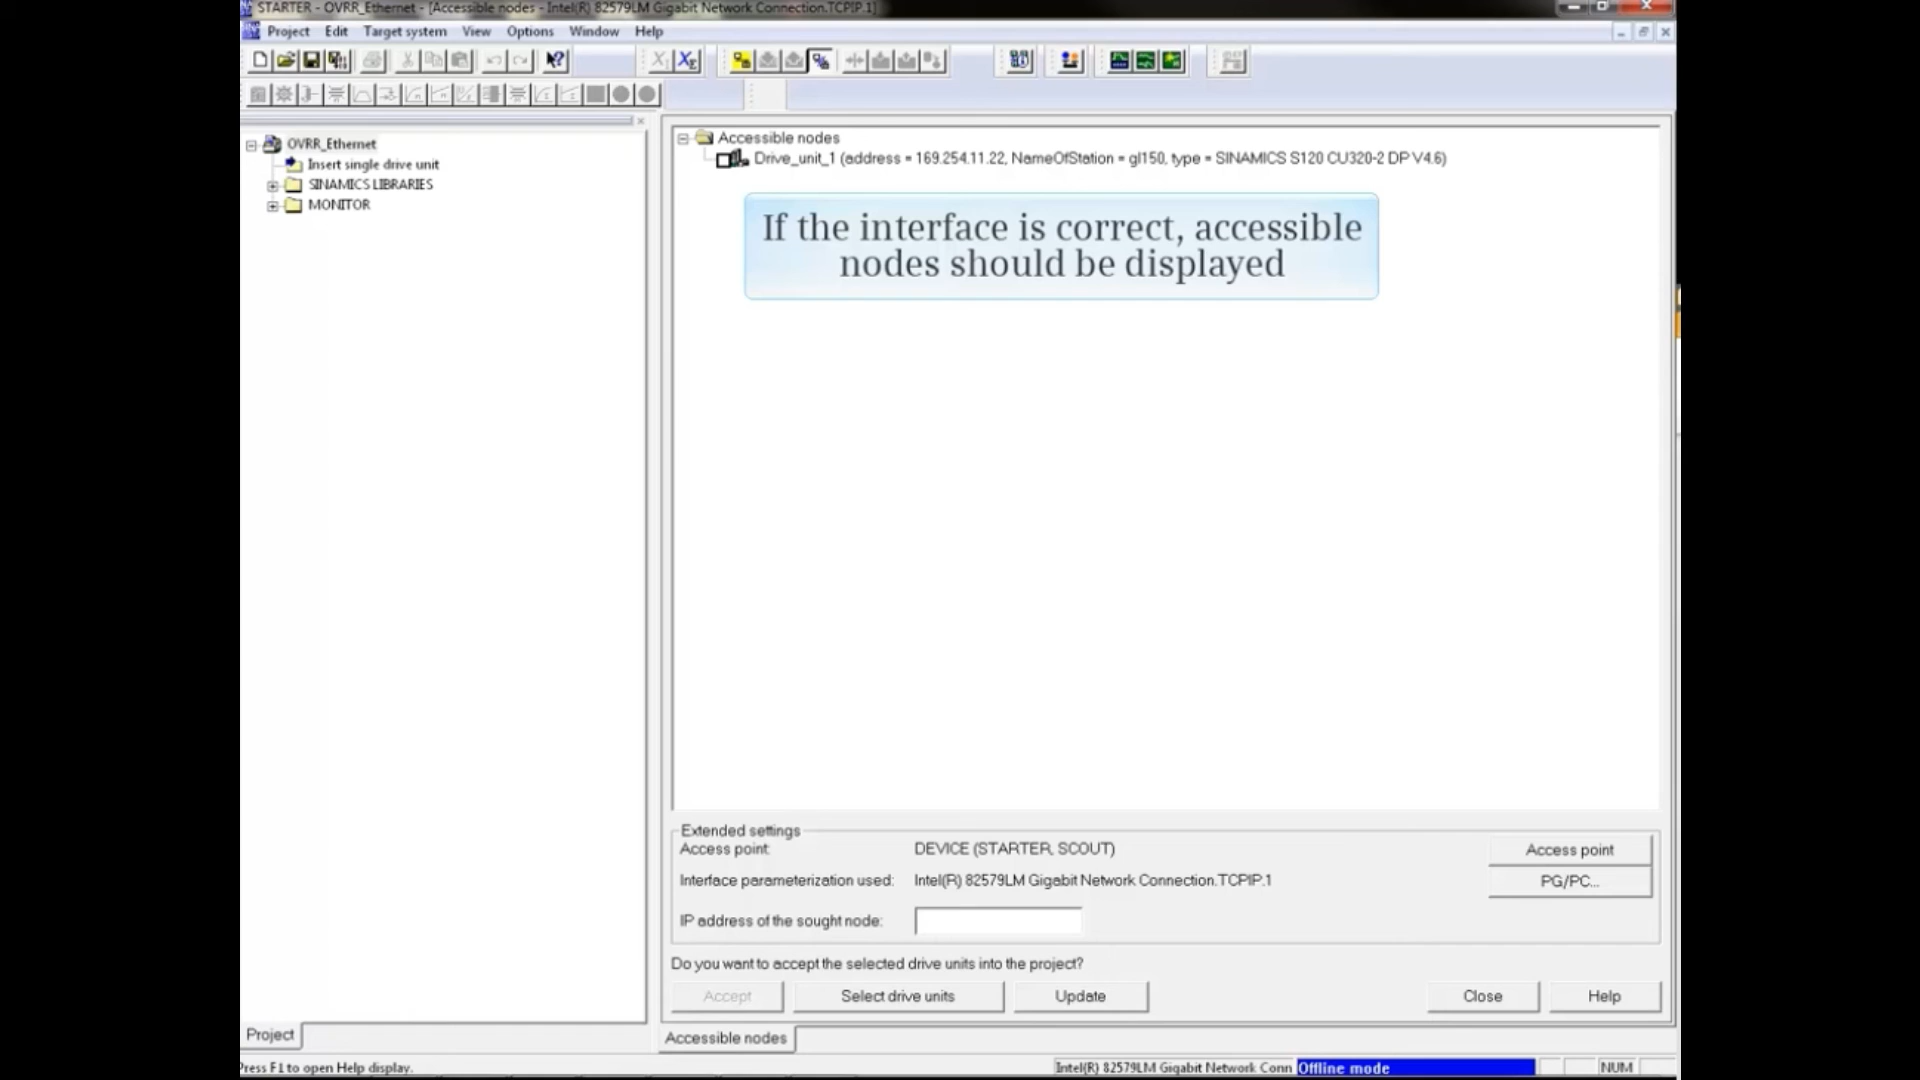 STARTER - OVRR_Ethernet - [Accessible nodes - Intel(R) 82579LM Gigabit Network Connection.TCPIP.1]
Project Edit Target system View Options Window Help
OVRR_Ethernet
Insert single drive unit
SINAMICS LIBRARIES
MONITOR
Accessible nodes
Drive_unit_1 (address = 169.254.11.22, NameOfStation = gl150, type = SINAMICS S120 CU320-2 DP V4.6)
If the interface is correct, accessible
nodes should be displayed
Extended settings
Access point: DEVICE (STARTER, SCOUT) Access point
Interface parameterization used: Intel(R) 82579LM Gigabit Network Connection.TCPIP.1 PG/PC...
IP address of the sought node:
Do you want to accept the selected drive units into the project?
Accept Select drive units Update Close Help
Project
Accessible nodes
Press F1 to open Help display. Intel(R) 82579LM Gigabit Network Conn Offline mode NUM